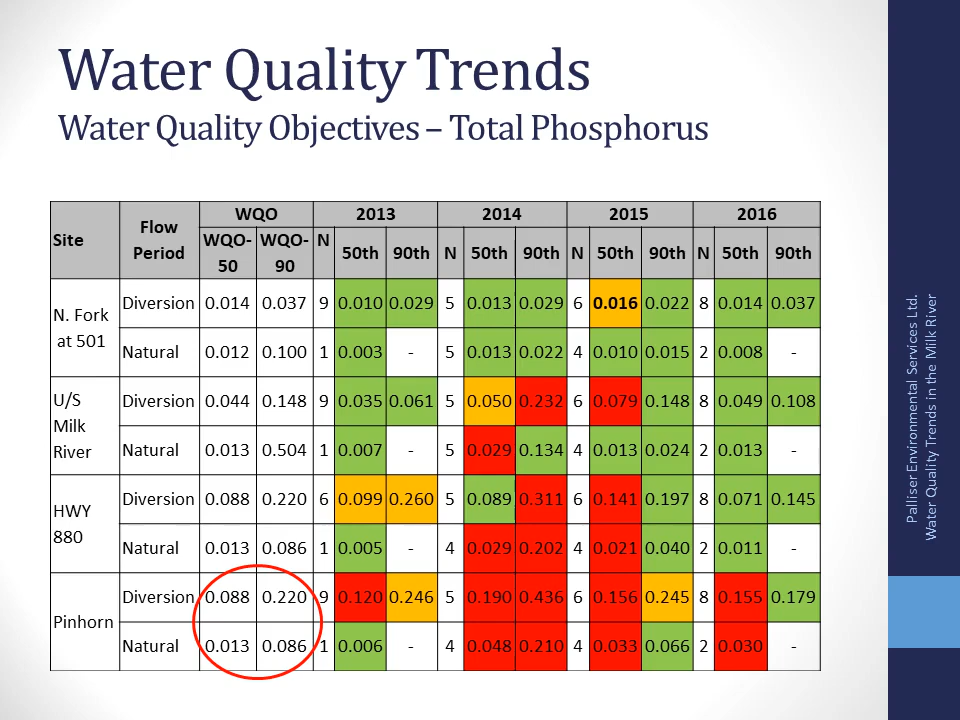 Water Quality Trends
Water Quality Objectives – Total Phosphorus
Site Flow Period WQO 2013 2014 2015 2016
WQO-50 WQO-90 N 50th 90th N 50th 90th N 50th 90th N 50th 90th
N. Fork at 501 Diversion 0.014 0.037 9 0.010 0.029 5 0.013 0.029 6 0.016 0.022 8 0.014 0.037
Natural 0.012 0.100 1 0.003 - 5 0.013 0.022 4 0.010 0.015 2 0.008 -
U/S Milk River Diversion 0.044 0.148 9 0.035 0.061 5 0.050 0.232 6 0.079 0.148 8 0.049 0.108
Natural 0.013 0.504 1 0.007 - 5 0.029 0.134 4 0.013 0.024 2 0.013 -
HWY 880 Diversion 0.088 0.220 6 0.099 0.260 5 0.089 0.311 6 0.141 0.197 8 0.071 0.145
Natural 0.013 0.086 1 0.005 - 4 0.029 0.202 4 0.021 0.040 2 0.011 -
Pinhorn Diversion 0.088 0.220 9 0.120 0.246 5 0.190 0.436 6 0.156 0.245 8 0.155 0.179
Natural 0.013 0.086 1 0.006 - 4 0.048 0.210 4 0.033 0.066 2 0.030 -
Palliser Environmental Services Ltd.
Water Quality Trends in the Milk River